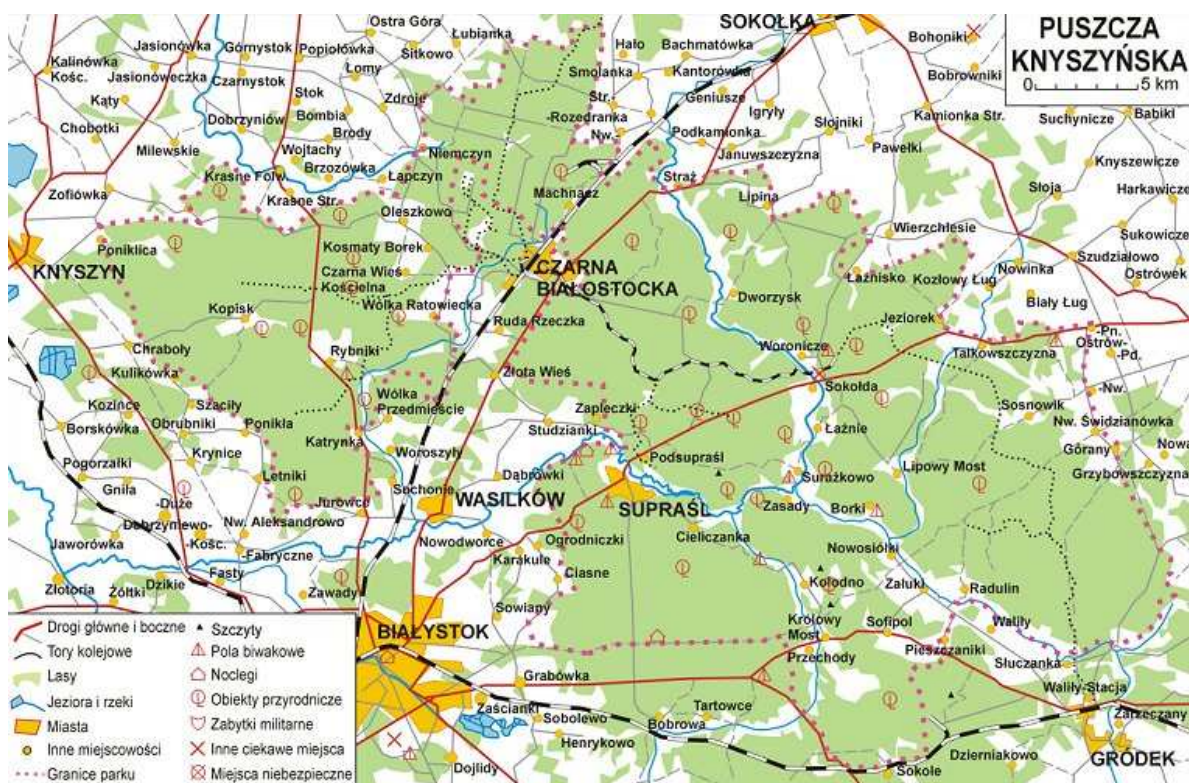 PUSZCZA
KNYSZYŃSKA
0 5 km
Ostra Góra
Łubianka
SOKÓŁKA
Bohoniki
Kalinówka
Kośc.
Jasionówka
Górnystok
Popiołówka
Sitkowo
Hało
Bachmatówka
Jasionóweczka
Czarnystok
Łomy
Smolanka
Kantorówka
Bobrowniki
Kąty
Stok
Bombia
Zdroje
Str.-
-Rozedranka
Nw.
Geniusze
Igryły
Kamionka Str.
Suchynicze
Babiki
Chobotki
Dobrzyniów
Brody
Podkamionka
Słojniki
Milewskie
Wojtachy
Niemczyn
Januwszczyzna
Pawełki
Knyszewicze
Brzozówka
Krasne Folw.
Łapczyn
Machnacz
Straż
Słoja
Harkawicze
Zofiówka
Krasne Str.
Oleszkowo
Lipina
Sukowicze
Poniklica
Kosmaty Borek
Wierzchlesie
Szudziałowo
KNYSZYN
Czarna Wieś
Kościelna
CZARNA
BIAŁOSTOCKA
Łaźnisko
Kozłowy Ług
Nowinka
Ostrówek
Kopisk
Wólka Ratowiecka
Dworzysk
Biały Ług
Ruda Rzeczka
Jeziorek
Chraboły
Rybniki
Woronicze
Talkowszczyzna
-Pn.
Ostrów-
-Pd.
Kulikówka
Złota Wieś
Sokołda
Kozińce
Szaciły
Wólka
Przedmieście
Zapleczki
Sosnowik
-Nw.
Borskówka
Obrubniki
Ponikla
Studzianki
Łaźnie
Nw. Świdzianówka
Krynice
Katrynka
Woroszyły
Podsupraśl
Górany
Nowa
Pogorzałki
Letniki
Dąbrówki
Surażkowo
Lipowy Most
Grzybowszczyzna
Gniła
Sochonie
WASILKÓW
SUPRAŚL
Zasady
Borki
-Duże
Dobrzymewo-
-Kośc.
Jurowce
Nw. Aleksandrowo
Jaworówka
-Fabryczne
Nowodworce
Ogrodniczki
Cieliczanka
Nowosiółki
Karakule
Złotoria
Żółtki
Dzikie
Fasty
Zawady
Ciasne
Kołodno
Załuki
Radulin
Sowlany
Królowy
Most
Sofipol
Waliły
BIAŁYSTOK
Przechody
Pieszczaniki
Słuczanka
Grabówka
Waliły-Stacja
Zaścianki
Sobolewo
Tartowce
Zarzeczany
Henrykowo
Bobrowa
Dojlidy
Dzierniakowo
Sokole
GRÓDEK
Drogi główne i boczne
Tory kolejowe
Lasy
Jeziora i rzeki
Miasta
Inne miejscowości
Granice parku
Szczyty
Pola biwakowe
Noclegi
Obiekty przyrodnicze
Zabytki militarne
Inne ciekawe miejsca
Miejsca niebezpieczne